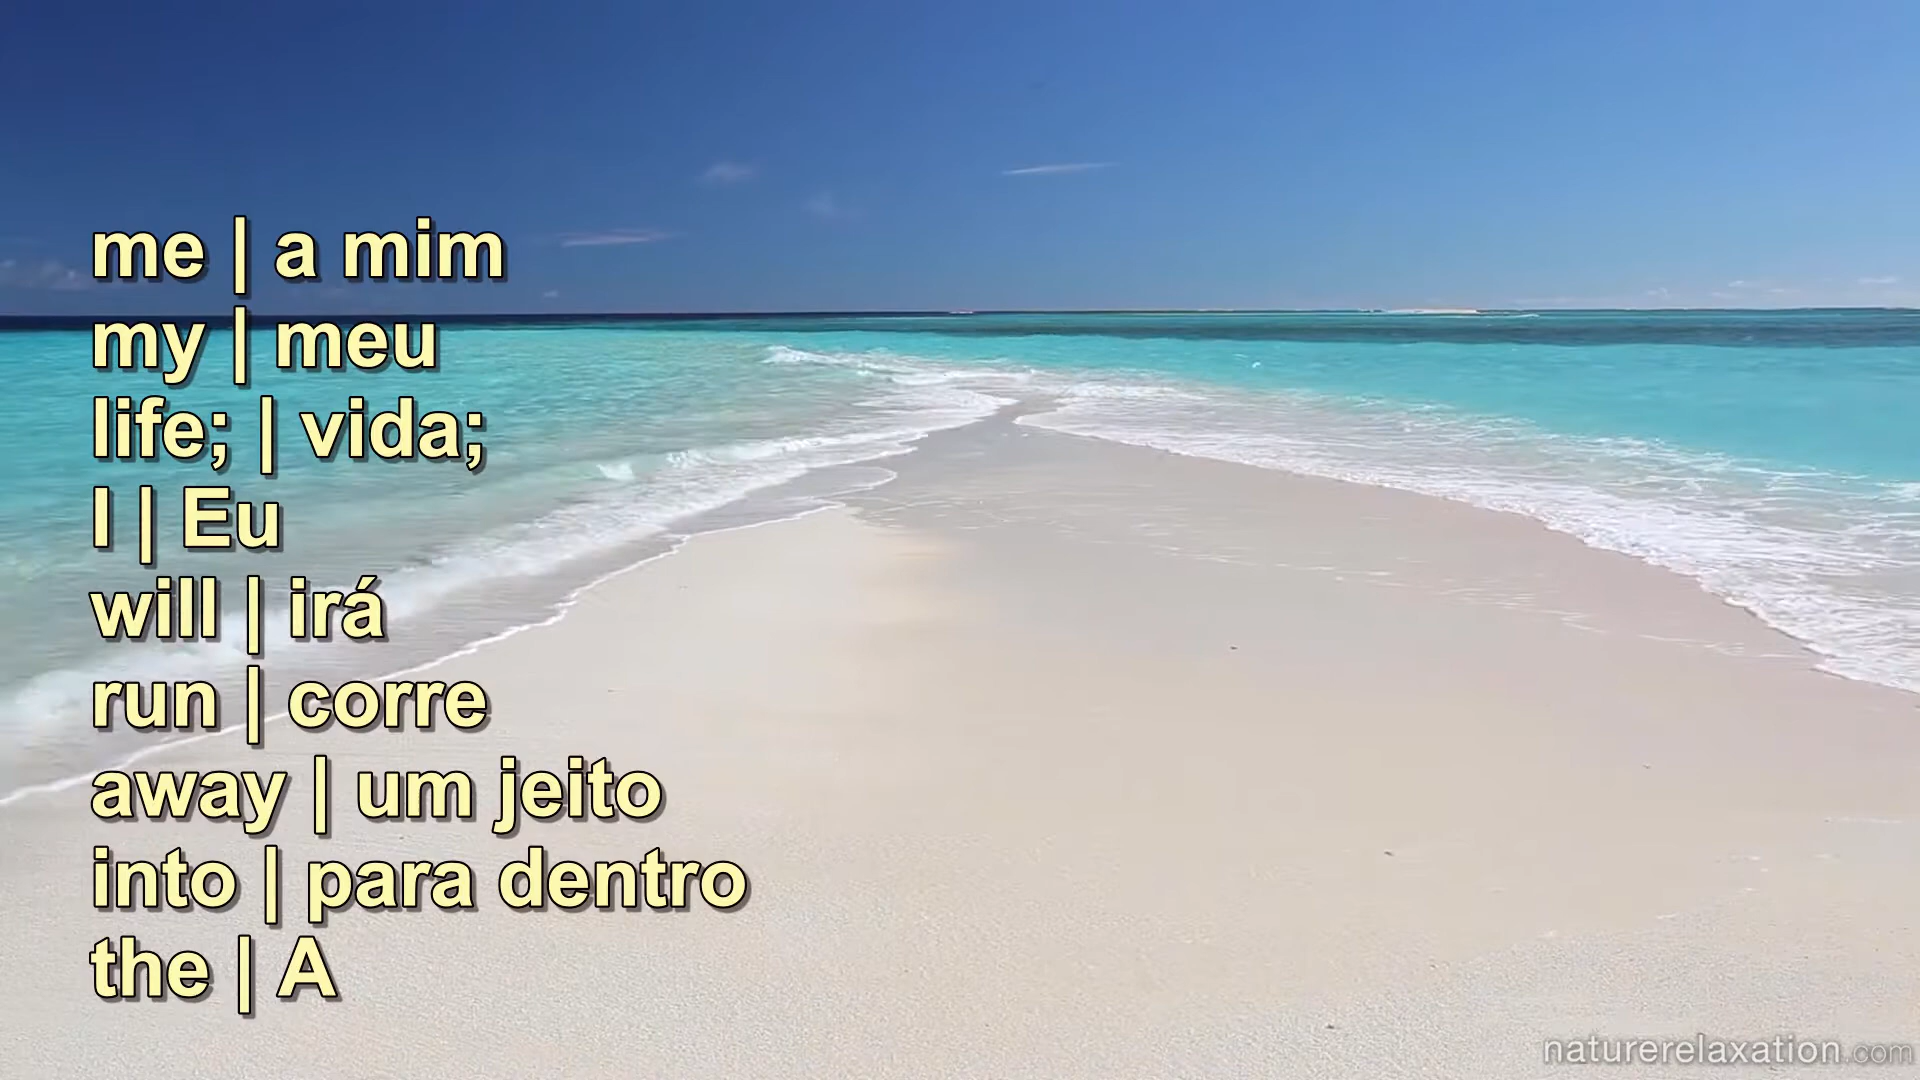 me | a mim
my | meu
life; | vida;
I | Eu
will | irá
run | corre
away | um jeito
into | para dentro
the | A
naturerelaxation.com